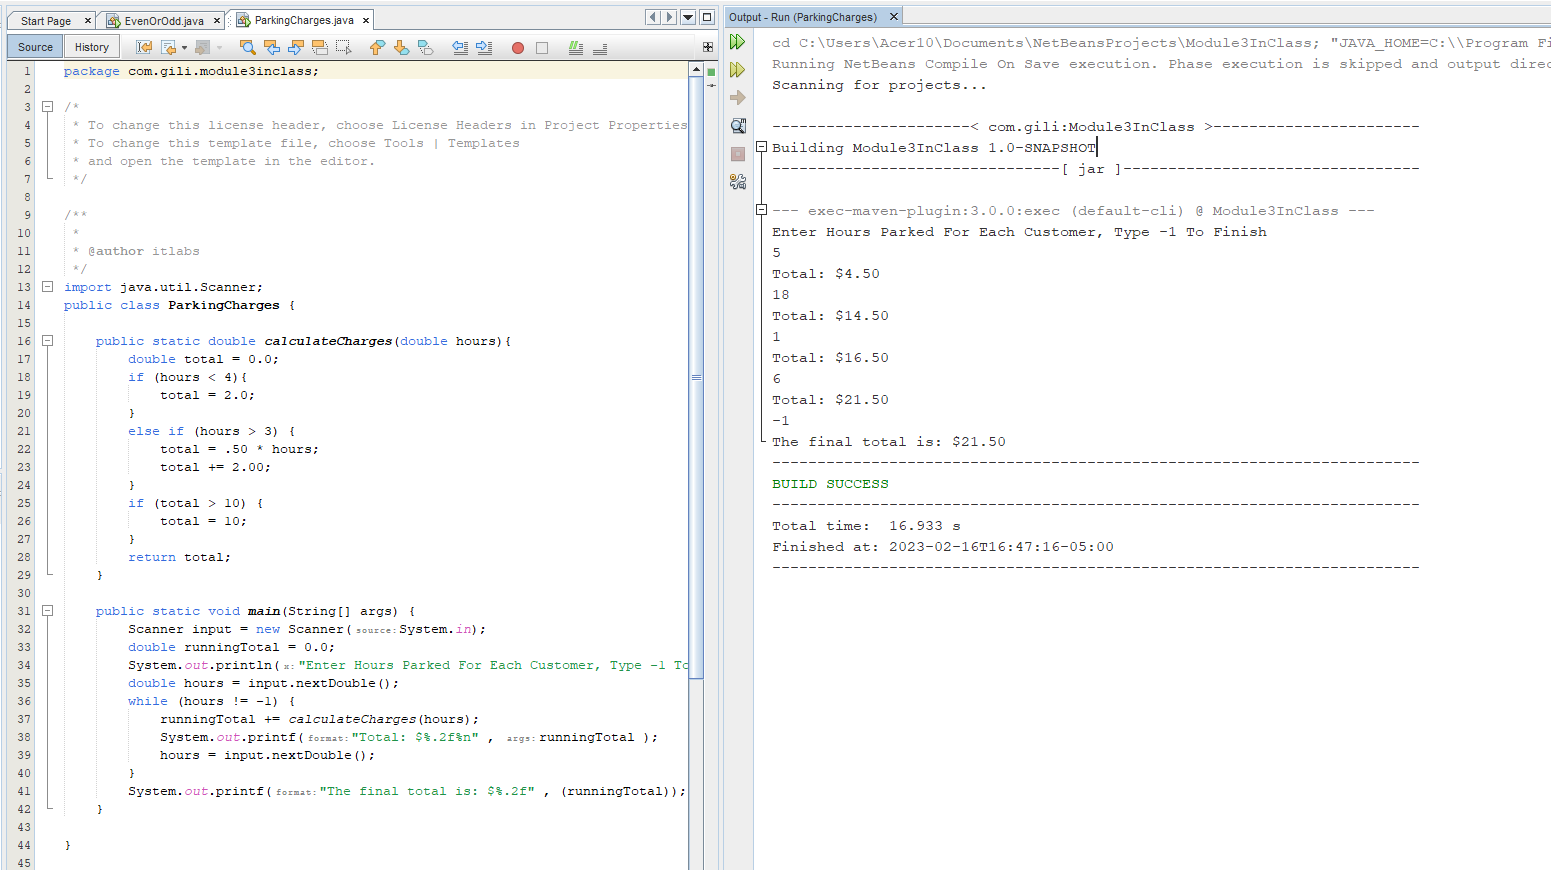 Start Page × EvenOrOdd.java × ParkingCharges.java ×
Source History
1 package com.gili.module3inclass;
2
3 /*
4 * To change this license header, choose License Headers in Project Properties
5 * To change this template file, choose Tools | Templates
6 * and open the template in the editor.
7 */
8
9 /**
10 *
11 * @author itlabs
12 */
13 import java.util.Scanner;
14 public class ParkingCharges {
15
16 public static double calculateCharges(double hours){
17 double total = 0.0;
18 if (hours < 4){
19 total = 2.0;
20 }
21 else if (hours > 3) {
22 total = .50 * hours;
23 total += 2.00;
24 }
25 if (total > 10) {
26 total = 10;
27 }
28 return total;
29 }
30
31 public static void main(String[] args) {
32 Scanner input = new Scanner( source: System.in);
33 double runningTotal = 0.0;
34 System.out.println( x: "Enter Hours Parked For Each Customer, Type -1 To
35 double hours = input.nextDouble();
36 while (hours != -1) {
37 runningTotal += calculateCharges(hours);
38 System.out.printf( format: "Total: $%.2f%n" , args: runningTotal );
39 hours = input.nextDouble();
40 }
41 System.out.printf( format: "The final total is: $%.2f" , (runningTotal));
42 }
43
44 }
45
Output - Run (ParkingCharges) ×
cd C:\Users\Acer10\Documents\NetBeansProjects\Module3InClass; "JAVA_HOME=C:\\Program Fi
Running NetBeans Compile On Save execution. Phase execution is skipped and output direc
Scanning for projects...
----------------------< com.gili:Module3InClass >-----------------------
Building Module3InClass 1.0-SNAPSHOT
--------------------------------[ jar ]---------------------------------
--- exec-maven-plugin:3.0.0:exec (default-cli) @ Module3InClass ---
Enter Hours Parked For Each Customer, Type -1 To Finish
5
Total: $4.50
18
Total: $14.50
1
Total: $16.50
6
Total: $21.50
-1
The final total is: $21.50
------------------------------------------------------------------------
BUILD SUCCESS
------------------------------------------------------------------------
Total time:  16.933 s
Finished at: 2023-02-16T16:47:16-05:00
------------------------------------------------------------------------